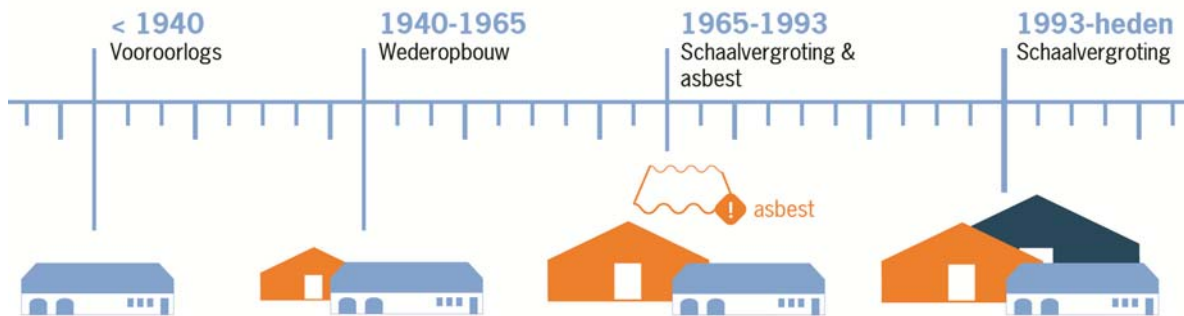 < 1940
Vooroorlogs
1940-1965
Wederopbouw
1965-1993
Schaalvergroting &
asbest
1993-heden
Schaalvergroting
! asbest